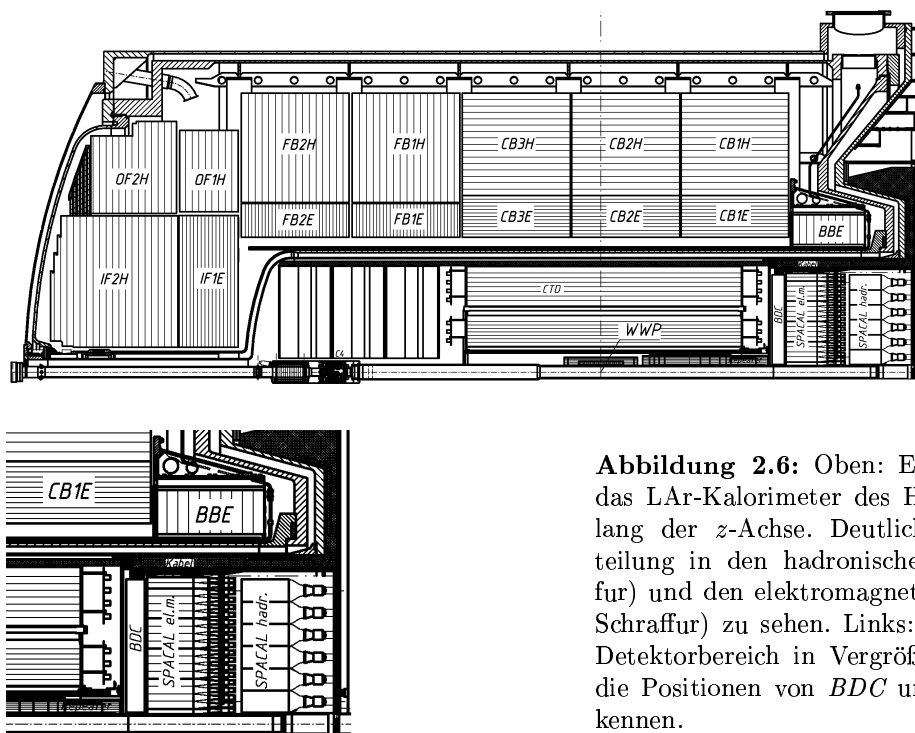 FB2H FB1H CB3H CB2H CB1H
OF2H OF1H
FB2E FB1E CB3E CB2E CB1E
BBE
IF2H IF1E
Kabel
CTD
BDC
SPACAL el.m.
SPACAL hadr.
WWP
C4
CB1E
BBE
Kabel
BDC
SPACAL el.m.
SPACAL hadr.
Abbildung 2.6: Oben: E
das LAr-Kalorimeter des H
lang der z-Achse. Deutlich
teilung in den hadronische
fur) und den elektromagnet
Schraffur) zu sehen. Links:
Detektorbereich in Vergröß
die Positionen von BDC un
kennen.